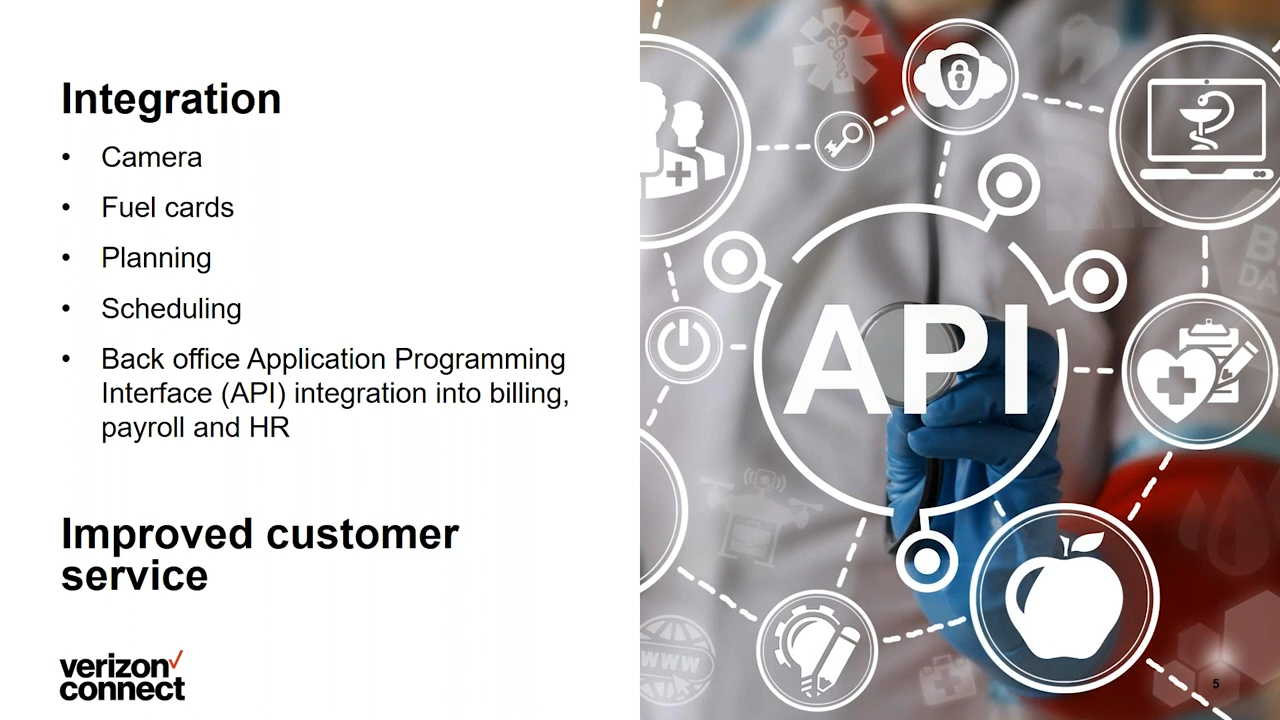 Integration
• Camera
• Fuel cards
• Planning
• Scheduling
• Back office Application Programming
Interface (API) integration into billing,
payroll and HR
Improved customer
service
verizon
connect
API
www
5